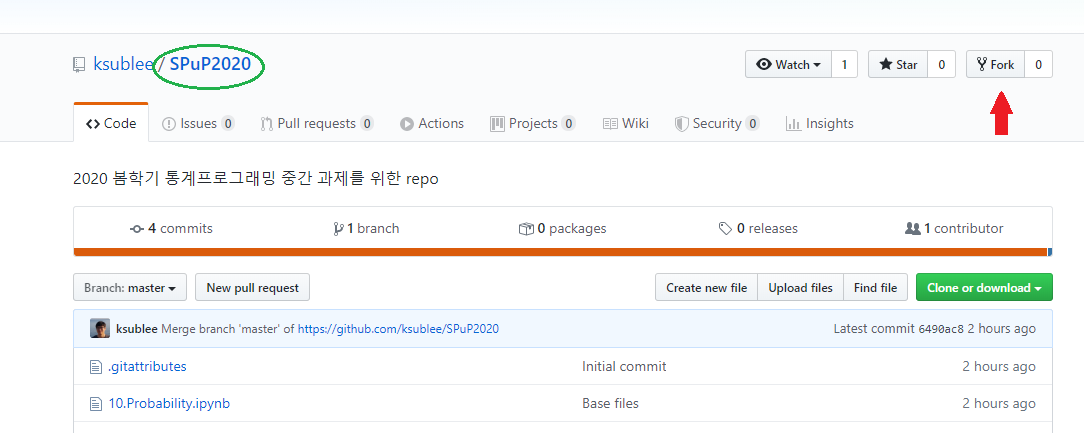 ksublee / SPuP2020
Watch 1 Star 0 Fork 0
Code Issues 0 Pull requests 0 Actions Projects 0 Wiki Security 0 Insights
2020 봄학기 통계프로그래밍 중간 과제를 위한 repo
4 commits 1 branch 0 packages 0 releases 1 contributor
Branch: master New pull request Create new file Upload files Find file Clone or download
ksublee Merge branch 'master' of https://github.com/ksublee/SPuP2020 Latest commit 6490ac8 2 hours ago
.gitattributes Initial commit 2 hours ago
10.Probability.ipynb Base files 2 hours ago